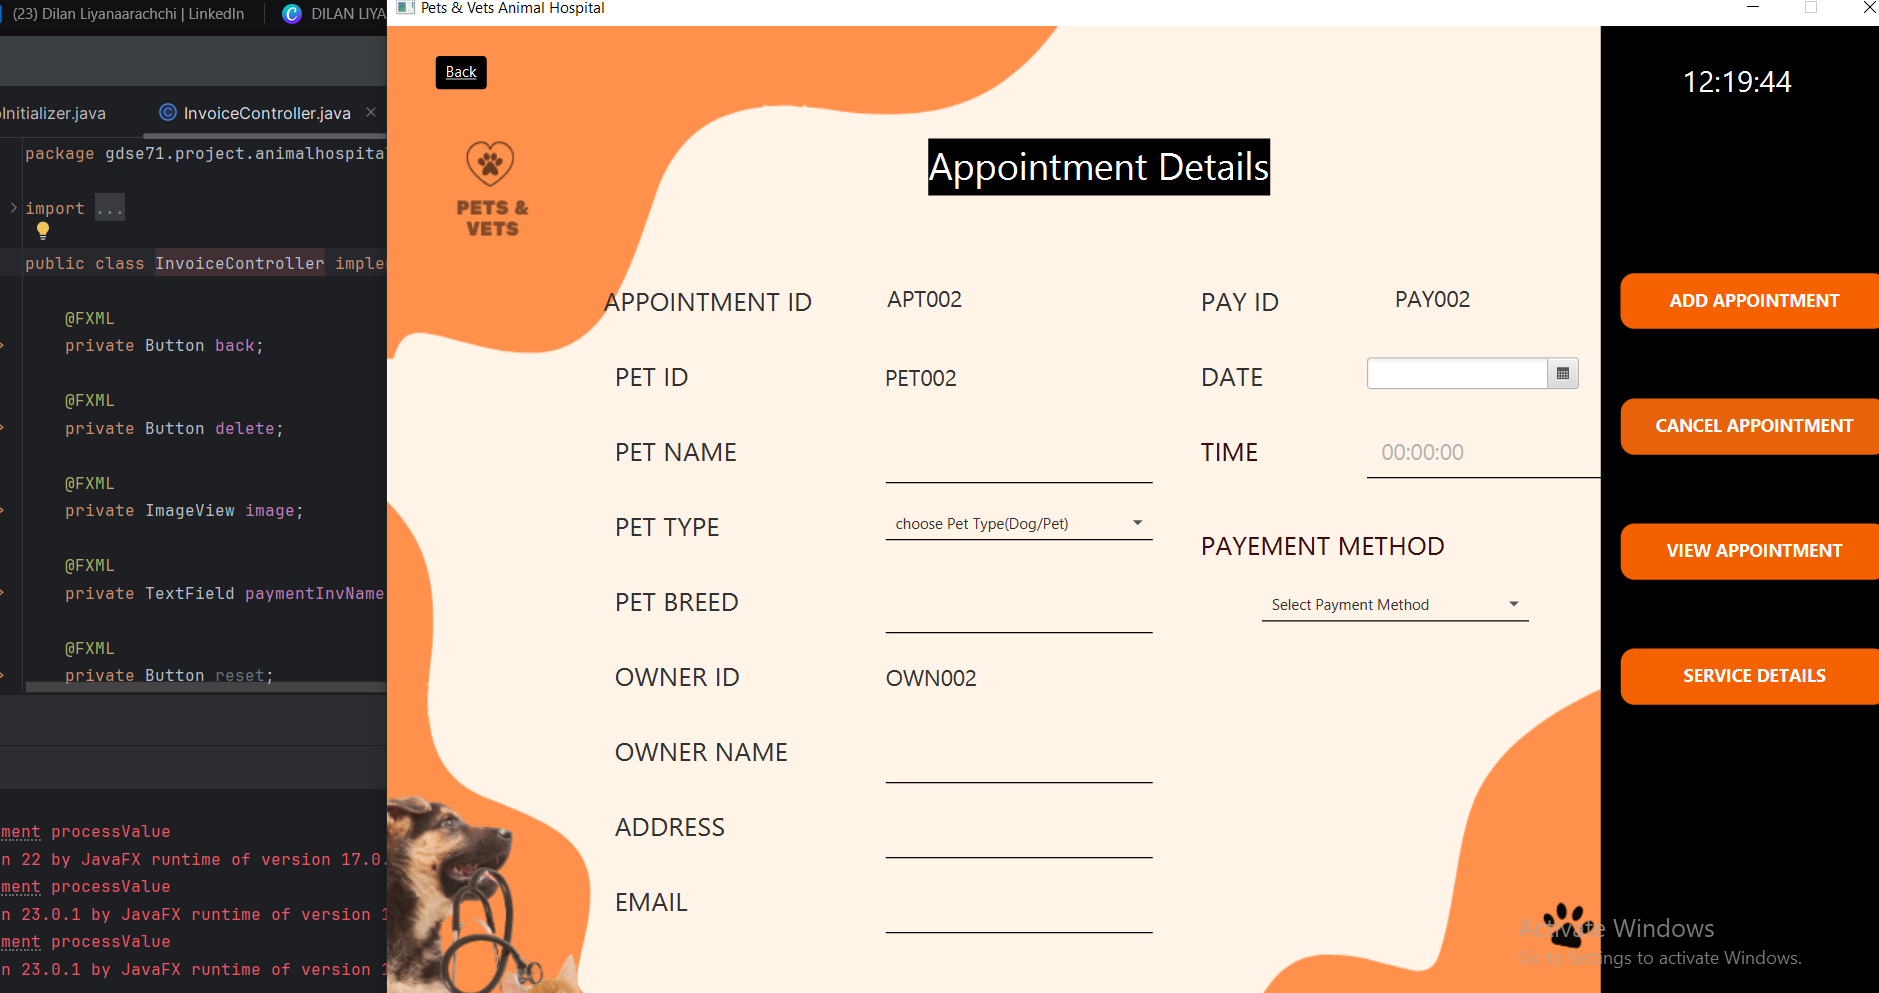 (23) Dilan Liyanaarachchi | LinkedIn
DILAN LIYA
Initializer.java
InvoiceController.java
package gdse71.project.animalhospita
import ...
public class InvoiceController imple
@FXML
private Button back;
@FXML
private Button delete;
@FXML
private ImageView image;
@FXML
private TextField paymentInvName
@FXML
private Button reset;
ment processValue
n 22 by JavaFX runtime of version 17.0.
ment processValue
n 23.0.1 by JavaFX runtime of version 1
ment processValue
n 23.0.1 by JavaFX runtime of version 1
Pets & Vets Animal Hospital
Back
PETS &
VETS
Appointment Details
APPOINTMENT ID APT002
PET ID PET002
PET NAME
PET TYPE choose Pet Type(Dog/Pet)
PET BREED
OWNER ID OWN002
OWNER NAME
ADDRESS
EMAIL
PAY ID PAY002
DATE
TIME 00:00:00
PAYEMENT METHOD
Select Payment Method
12:19:44
ADD APPOINTMENT
CANCEL APPOINTMENT
VIEW APPOINTMENT
SERVICE DETAILS
Activate Windows
ings to activate Windows.